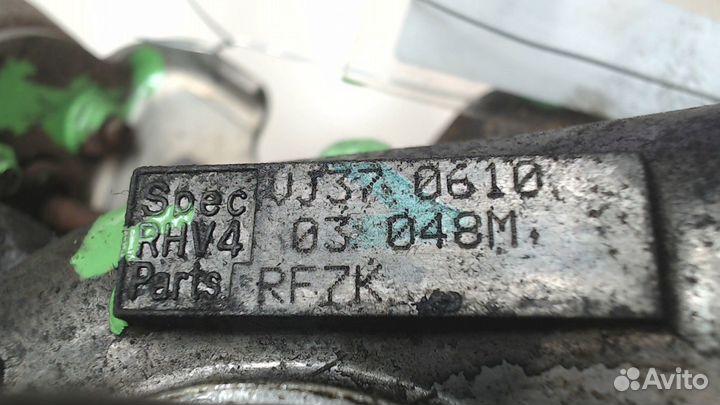 Spec VJ37 0610
RHV4 03 048M
Parts RF7K
Avito